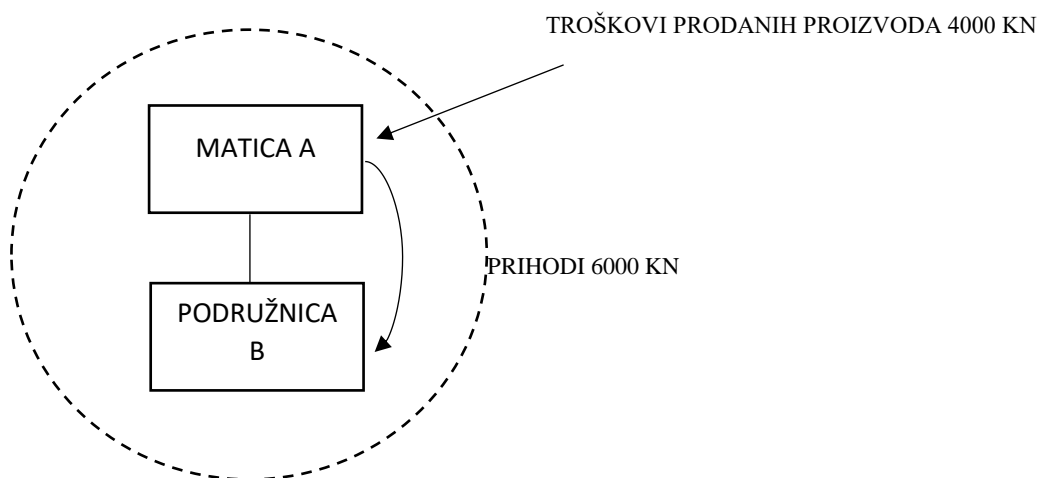 TROŠKOVI PRODANIH PROIZVODA 4000 KN
MATICA A
PRIHODI 6000 KN
PODRUŽNICA
B